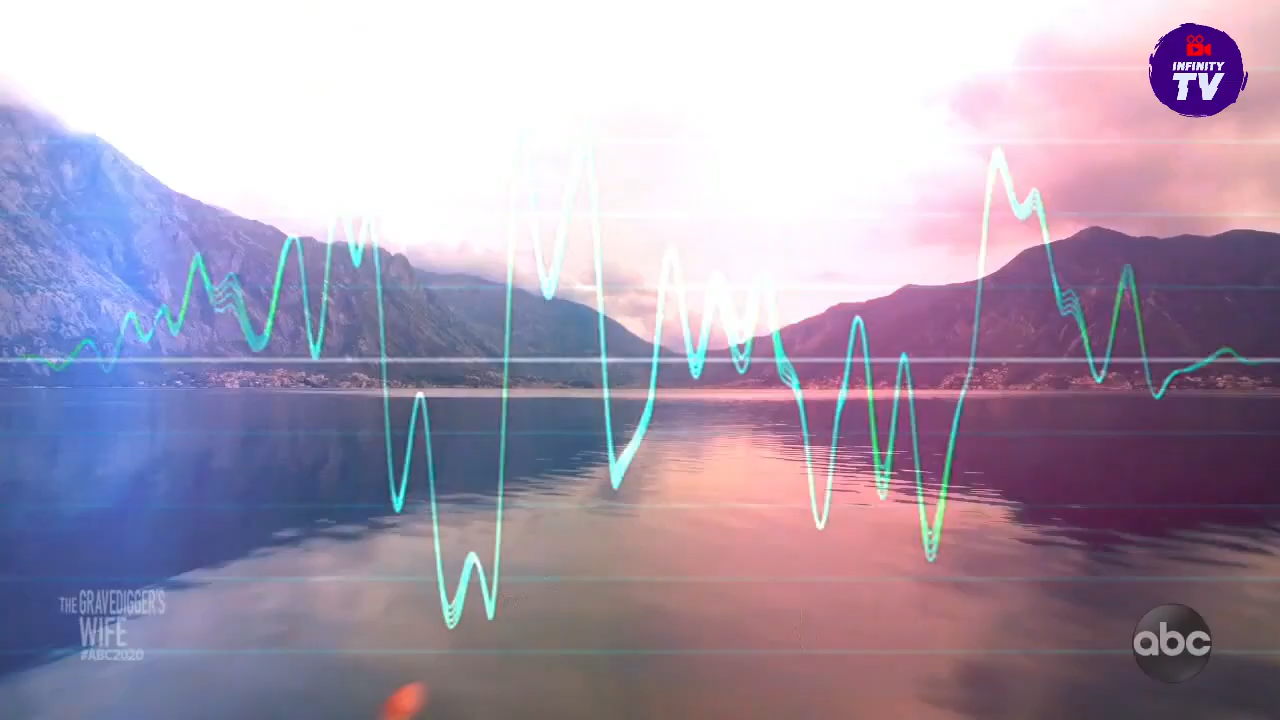 INFINITY
TV
THE GRAVEDIGGER'S
WIFE
#ABC2020
abc